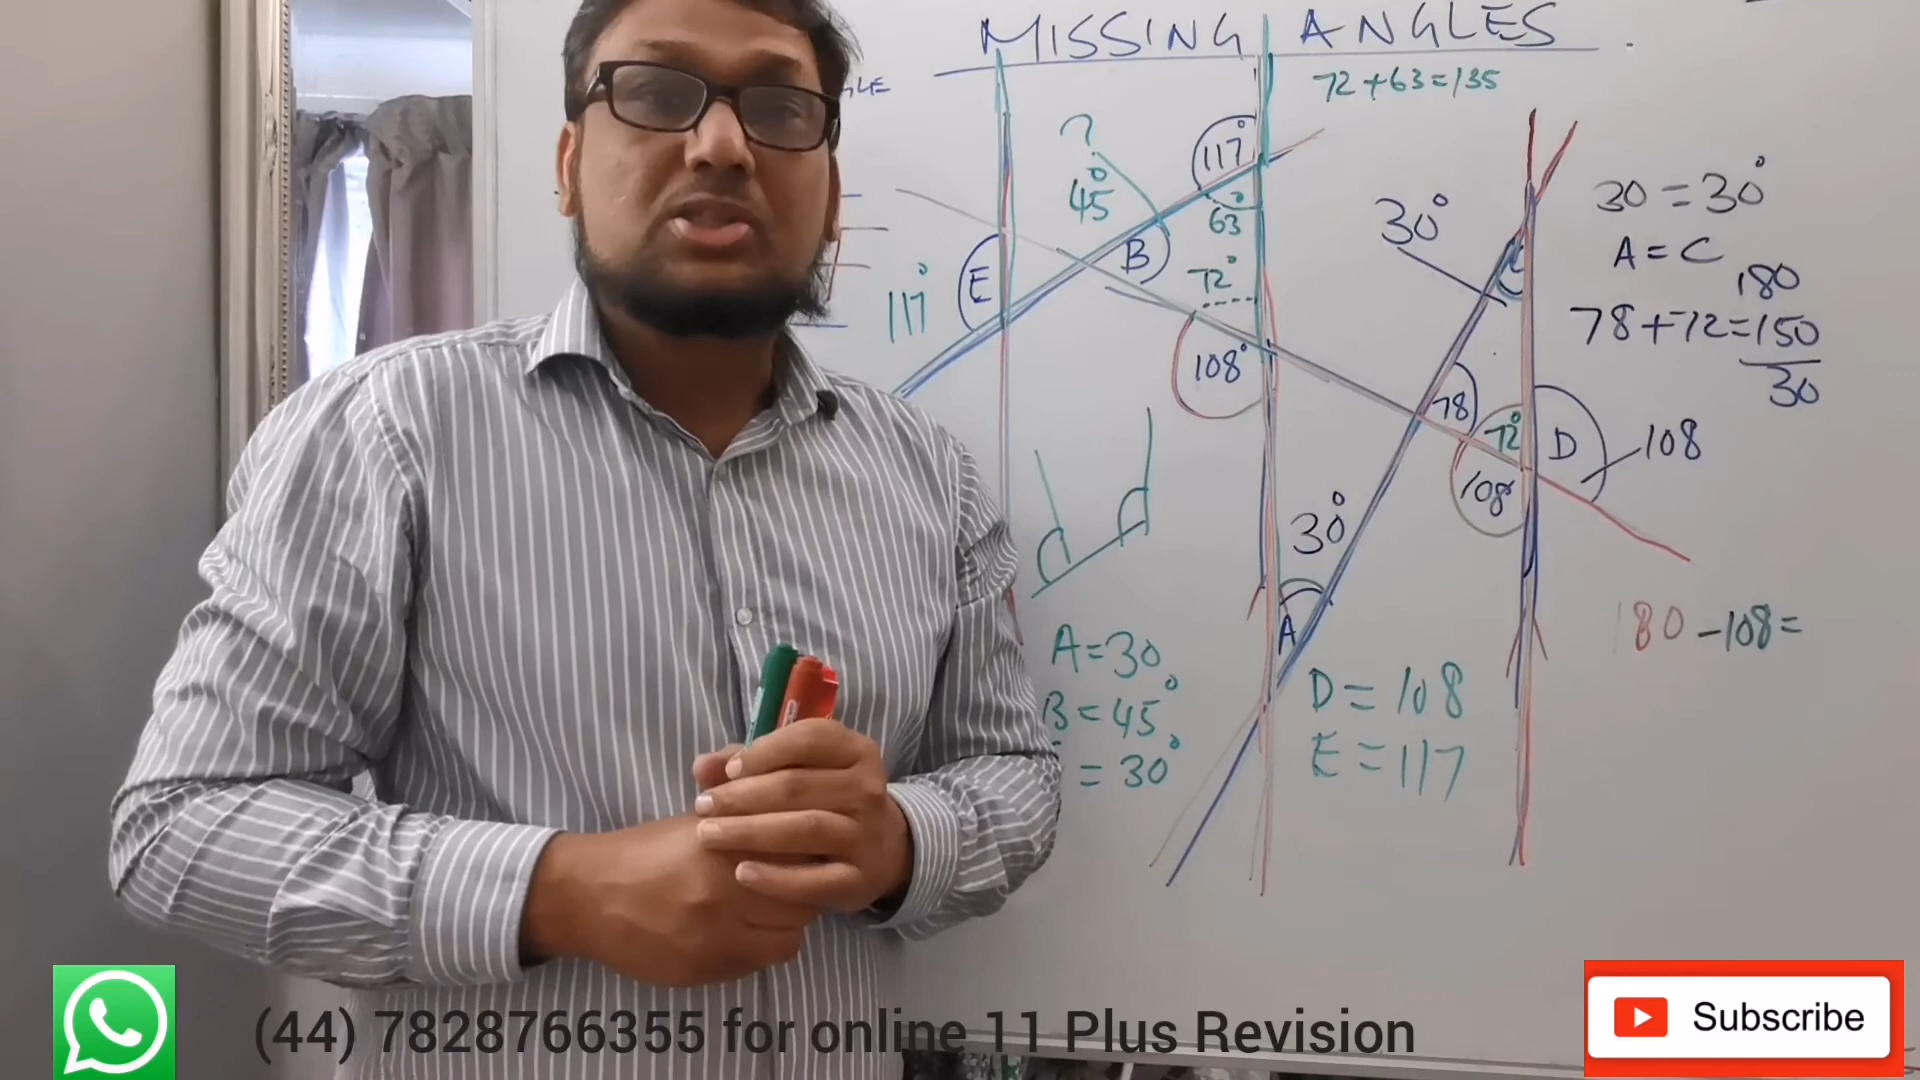 MISSING ANGLES
GLE
72+63=135
?
45°
117°
63°
E
B
72°
117°
108°
30°
C
30=30°
A=C
180
78+72=150
30
78
72°
D
108
108°
30°
A
A=30
B=45°
=30°
D=108
E=117
180-108=
(44) 7828766355 for online 11 Plus Revision
Subscribe